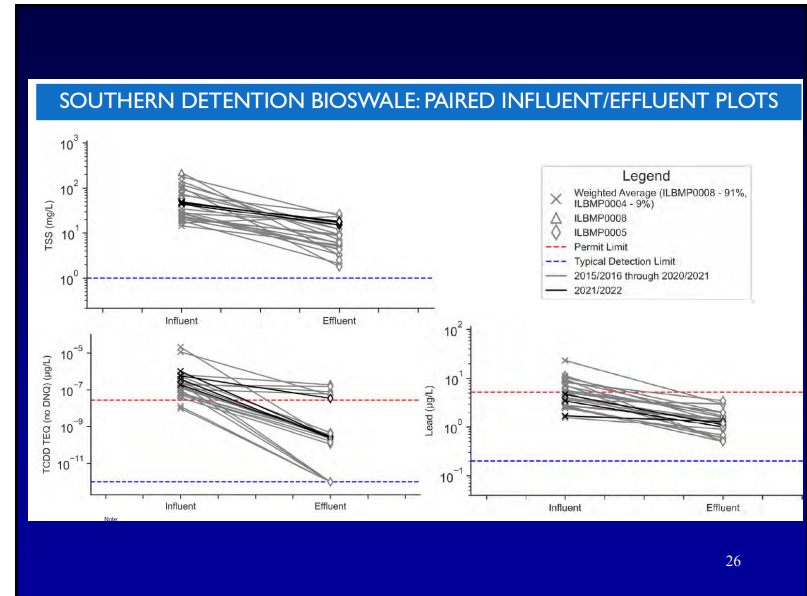 SOUTHERN DETENTION BIOSWALE: PAIRED INFLUENT/EFFLUENT PLOTS
10³
10²
10¹
10⁰
TSS (mg/L)
Influent
Effluent
Legend
Weighted Average (ILBMP0008 - 91%,
ILBMP0004 - 9%)
ILBMP0008
ILBMP0005
Permit Limit
Typical Detection Limit
2015/2016 through 2020/2021
2021/2022
10⁻⁵
10⁻⁷
10⁻⁹
10⁻¹¹
TCDD TEQ (no DNQ) (µg/L)
Influent
Effluent
10²
10¹
10⁰
10⁻¹
Lead (µg/L)
Influent
Effluent
Note:
26